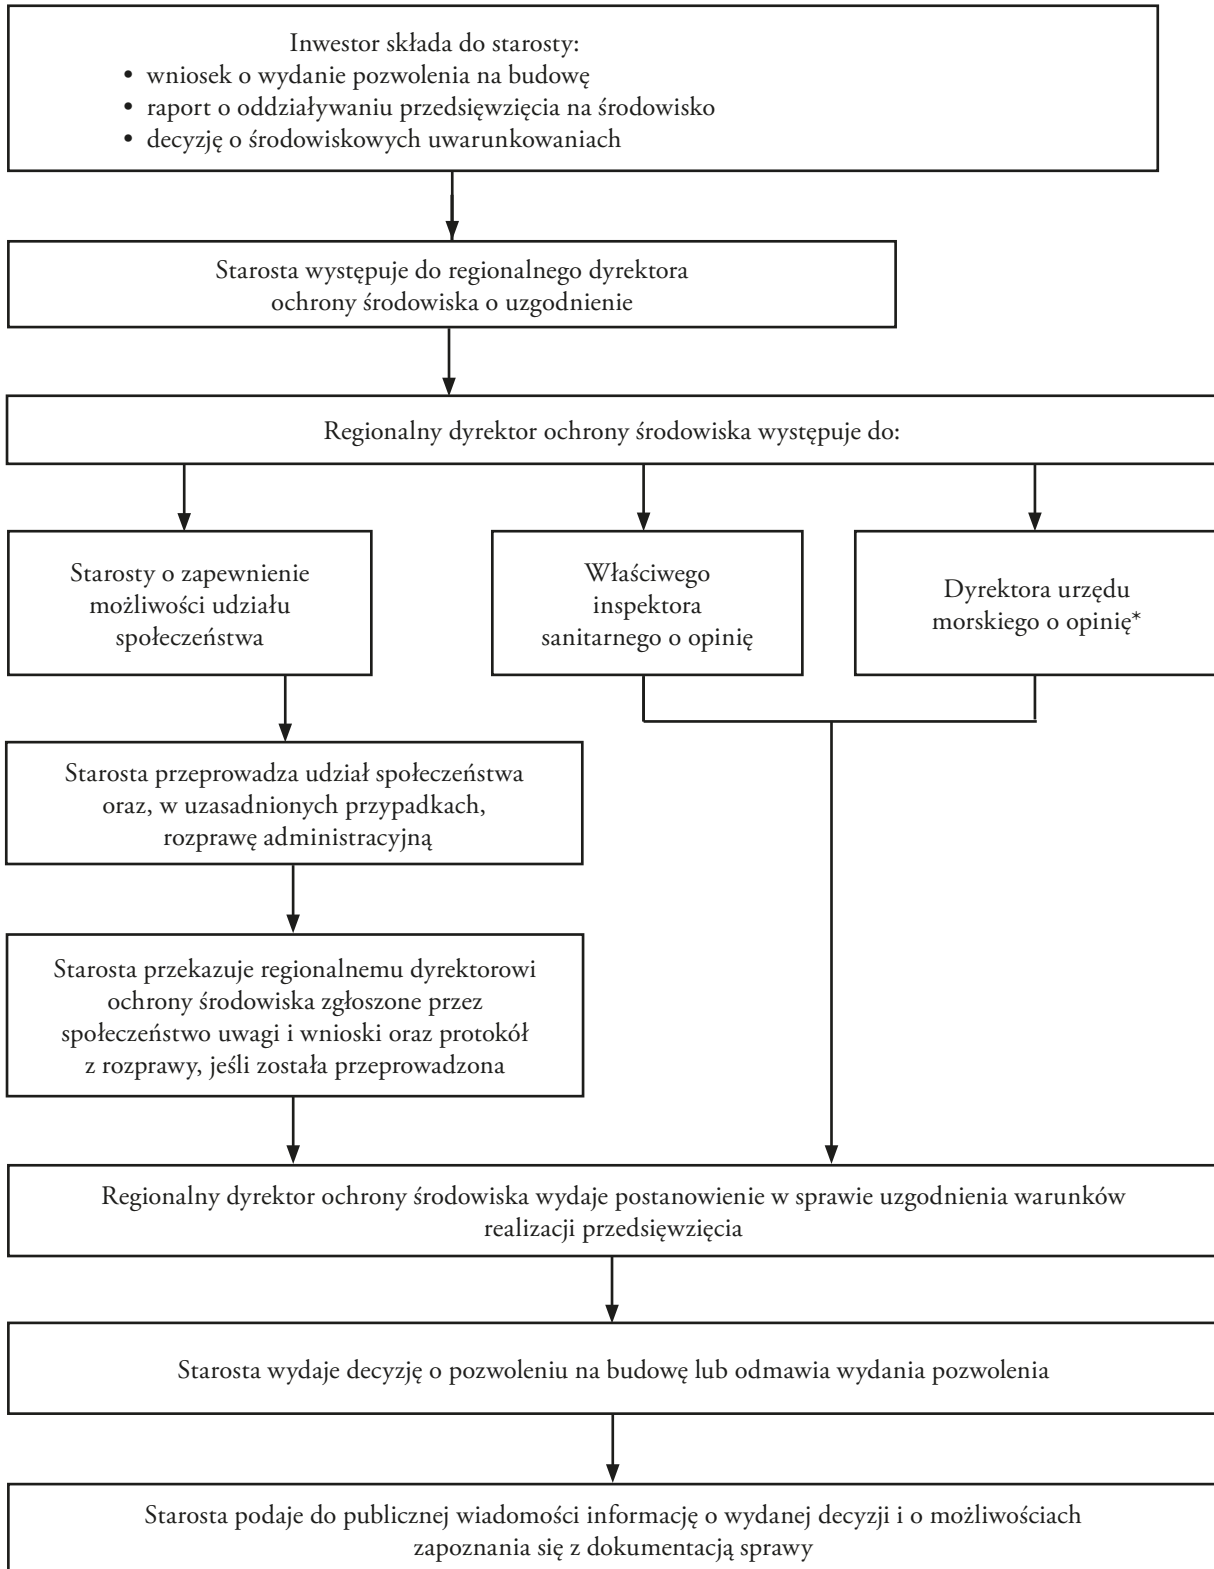 Inwestor składa do starosty:
• wniosek o wydanie pozwolenia na budowę
• raport o oddziaływaniu przedsięwzięcia na środowisko
• decyzję o środowiskowych uwarunkowaniach
Starosta występuje do regionalnego dyrektora
ochrony środowiska o uzgodnienie
Regionalny dyrektor ochrony środowiska występuje do:
Starosty o zapewnienie
możliwości udziału
społeczeństwa
Właściwego
inspektora
sanitarnego o opinię
Dyrektora urzędu
morskiego o opinię*
Starosta przeprowadza udział społeczeństwa
oraz, w uzasadnionych przypadkach,
rozprawę administracyjną
Starosta przekazuje regionalnemu dyrektorowi
ochrony środowiska zgłoszone przez
społeczeństwo uwagi i wnioski oraz protokół
z rozprawy, jeśli została przeprowadzona
Regionalny dyrektor ochrony środowiska wydaje postanowienie w sprawie uzgodnienia warunków
realizacji przedsięwzięcia
Starosta wydaje decyzję o pozwoleniu na budowę lub odmawia wydania pozwolenia
Starosta podaje do publicznej wiadomości informację o wydanej decyzji i o możliwościach
zapoznania się z dokumentacją sprawy